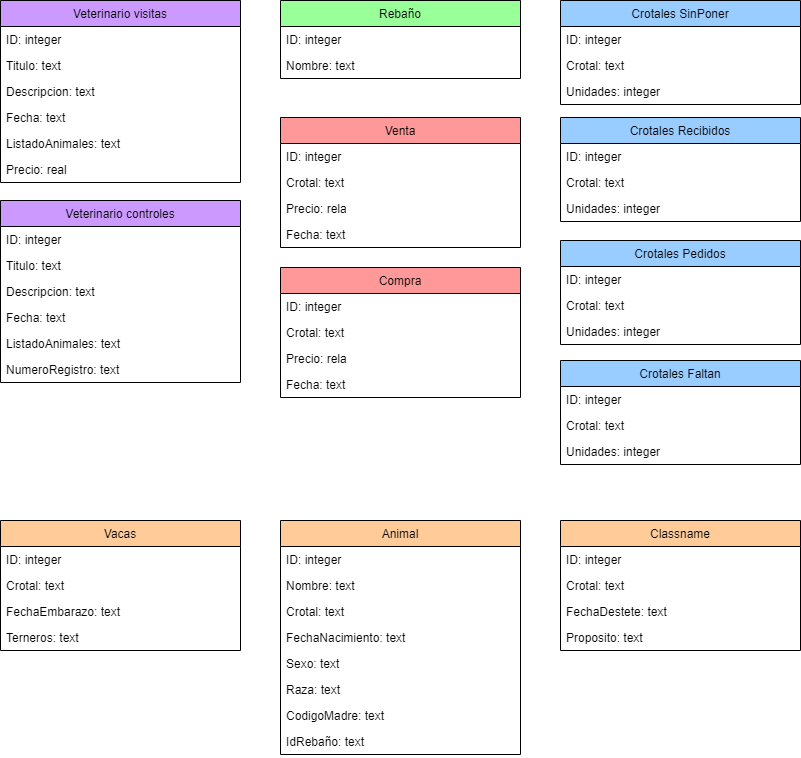 Veterinario visitas
ID: integer
Titulo: text
Descripcion: text
Fecha: text
ListadoAnimales: text
Precio: real
Veterinario controles
ID: integer
Titulo: text
Descripcion: text
Fecha: text
ListadoAnimales: text
NumeroRegistro: text
Rebaño
ID: integer
Nombre: text
Venta
ID: integer
Crotal: text
Precio: rela
Fecha: text
Compra
ID: integer
Crotal: text
Precio: rela
Fecha: text
Crotales SinPoner
ID: integer
Crotal: text
Unidades: integer
Crotales Recibidos
ID: integer
Crotal: text
Unidades: integer
Crotales Pedidos
ID: integer
Crotal: text
Unidades: integer
Crotales Faltan
ID: integer
Crotal: text
Unidades: integer
Vacas
ID: integer
Crotal: text
FechaEmbarazo: text
Terneros: text
Animal
ID: integer
Nombre: text
Crotal: text
FechaNacimiento: text
Sexo: text
Raza: text
CodigoMadre: text
IdRebaño: text
Classname
ID: integer
Crotal: text
FechaDestete: text
Proposito: text